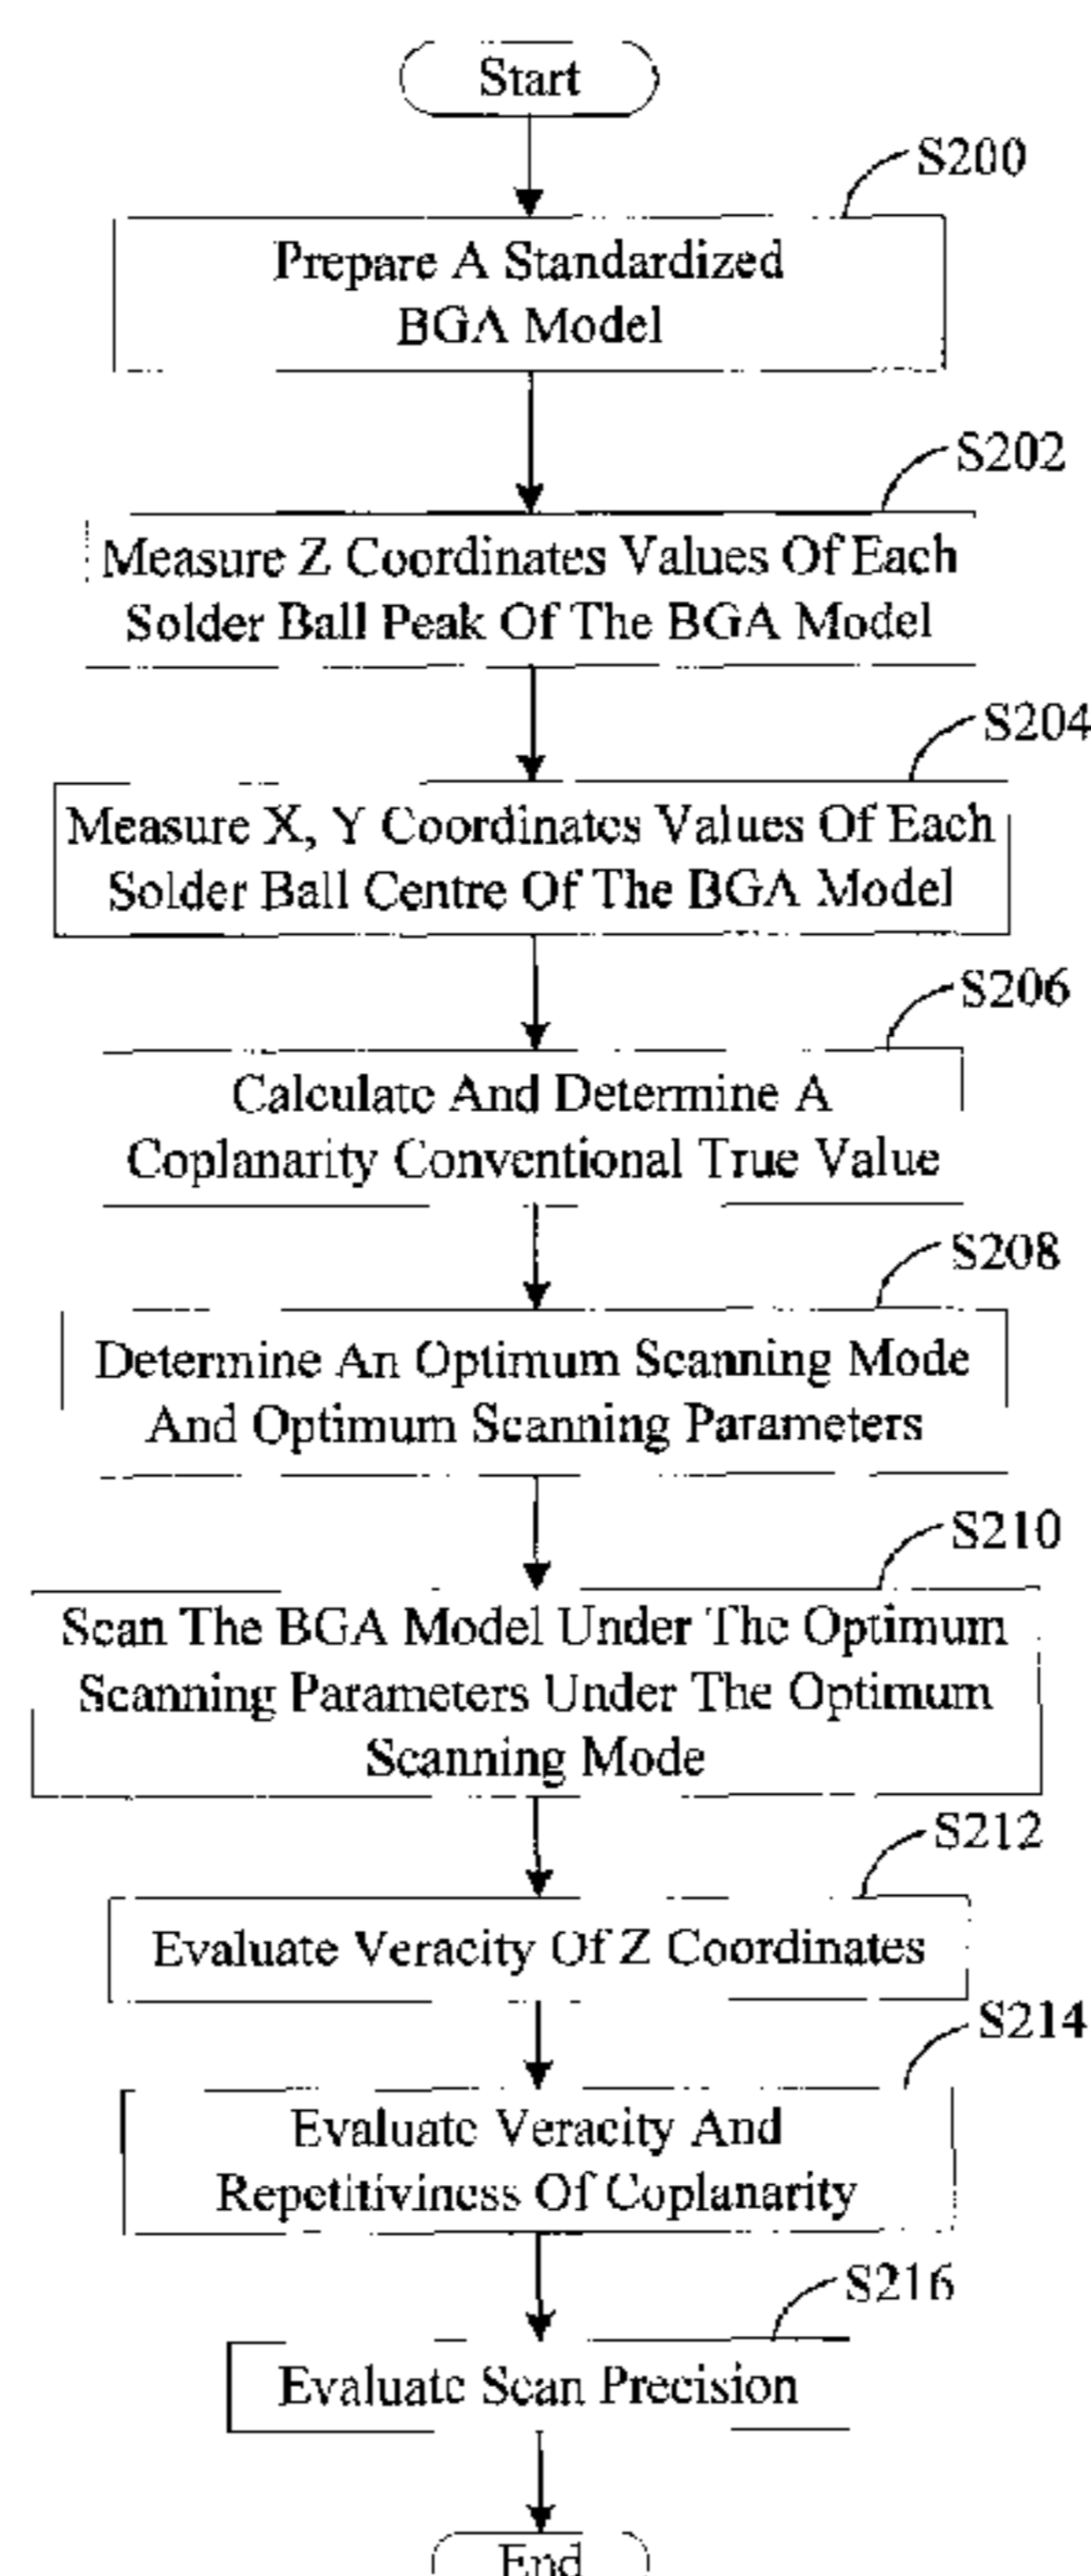 Start
S200
Prepare A Standardized
BGA Model
S202
Measure Z Coordinates Values Of Each
Solder Ball Peak Of The BGA Model
S204
Measure X, Y Coordinates Values Of Each
Solder Ball Centre Of The BGA Model
S206
Calculate And Determine A
Coplanarity Conventional True Value
S208
Determine An Optimum Scanning Mode
And Optimum Scanning Parameters
S210
Scan The BGA Model Under The Optimum
Scanning Parameters Under The Optimum
Scanning Mode
S212
Evaluate Veracity Of Z Coordinates
S214
Evaluate Veracity And
Repetitiviness Of Coplanarity
S216
Evaluate Scan Precision
End